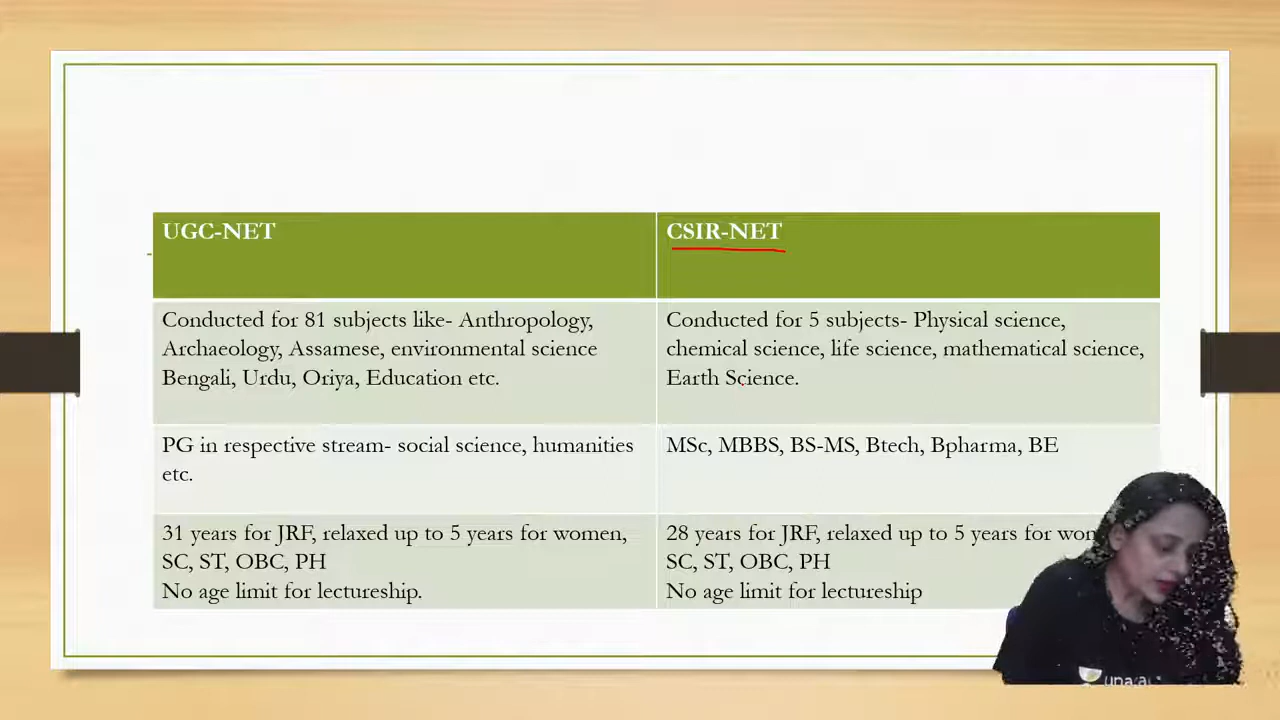 UGC-NET
CSIR-NET
Conducted for 81 subjects like- Anthropology,
Archaeology, Assamese, environmental science
Bengali, Urdu, Oriya, Education etc.
Conducted for 5 subjects- Physical science,
chemical science, life science, mathematical science,
Earth Science.
PG in respective stream- social science, humanities
etc.
MSc, MBBS, BS-MS, Btech, Bpharma, BE
31 years for JRF, relaxed up to 5 years for women,
SC, ST, OBC, PH
No age limit for lectureship.
28 years for JRF, relaxed up to 5 years for
SC, ST, OBC, PH
No age limit for lectureship